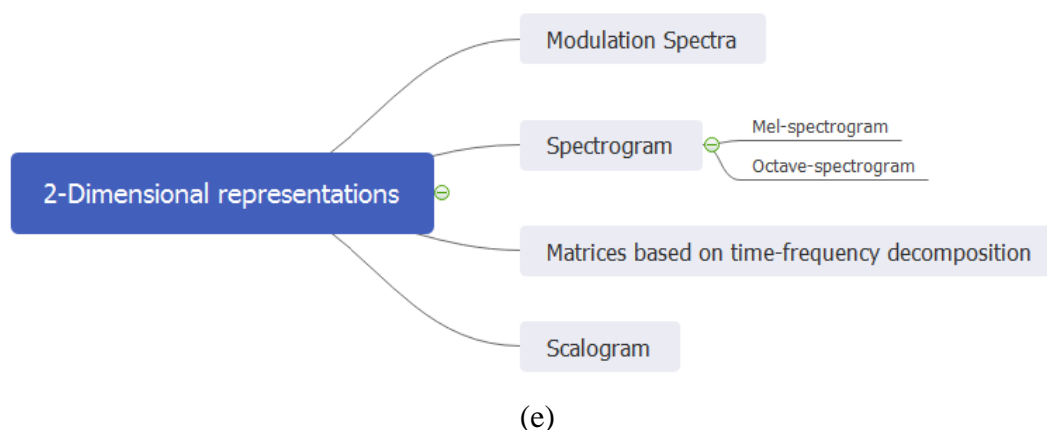 Modulation Spectra
Mel-spectrogram
Spectrogram
Octave-spectrogram
2-Dimensional representations
Matrices based on time-frequency decomposition
Scalogram
(e)